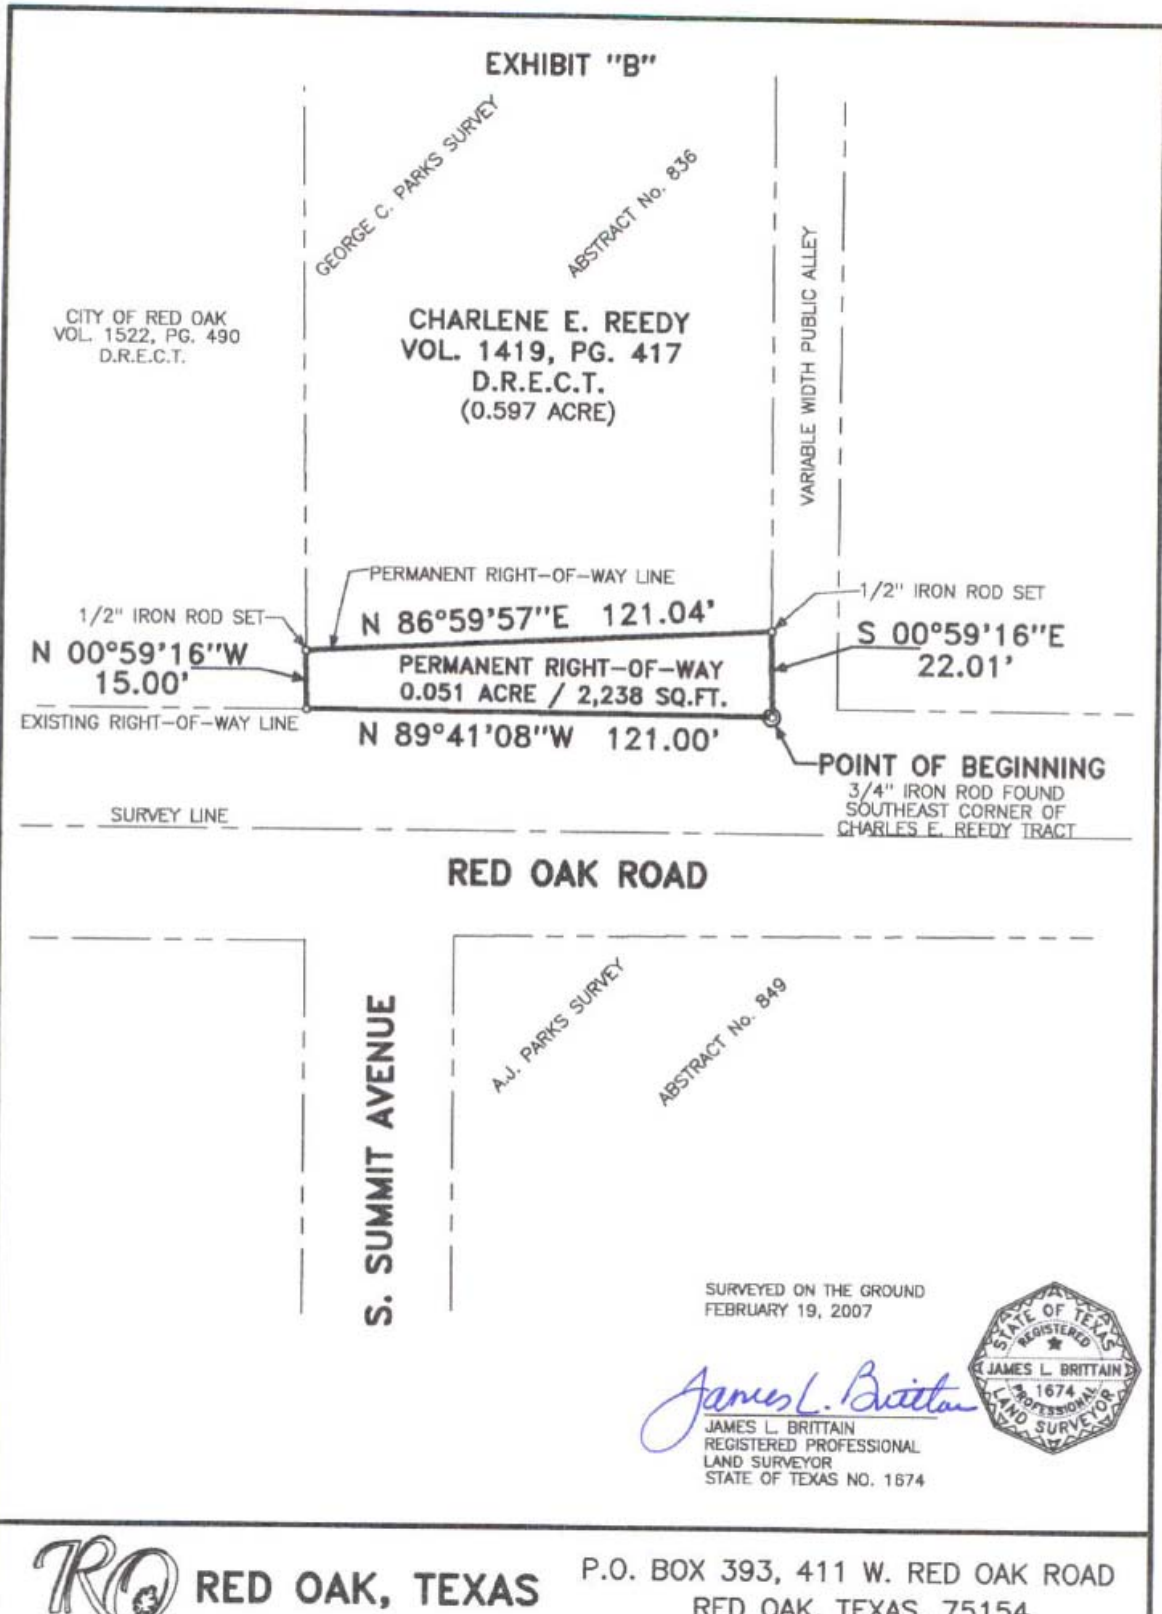 EXHIBIT "B"
GEORGE C. PARKS SURVEY
ABSTRACT No. 836
CITY OF RED OAK
VOL. 1522, PG. 490
D.R.E.C.T.
CHARLENE E. REEDY
VOL. 1419, PG. 417
D.R.E.C.T.
(0.597 ACRE)
VARIABLE WIDTH PUBLIC ALLEY
PERMANENT RIGHT-OF-WAY LINE
1/2" IRON ROD SET
1/2" IRON ROD SET
N 86°59'57"E 121.04'
N 00°59'16"W
15.00'
S 00°59'16"E
22.01'
PERMANENT RIGHT-OF-WAY
0.051 ACRE / 2,238 SQ.FT.
EXISTING RIGHT-OF-WAY LINE
N 89°41'08"W 121.00'
POINT OF BEGINNING
3/4" IRON ROD FOUND
SOUTHEAST CORNER OF
CHARLES E. REEDY TRACT
SURVEY LINE
RED OAK ROAD
S. SUMMIT AVENUE
A.J. PARKS SURVEY
ABSTRACT No. 849
SURVEYED ON THE GROUND
FEBRUARY 19, 2007
James L. Brittain
JAMES L. BRITTAIN
REGISTERED PROFESSIONAL
LAND SURVEYOR
STATE OF TEXAS NO. 1674
STATE OF TEXAS
REGISTERED
JAMES L. BRITTAIN
1674
PROFESSIONAL
LAND SURVEYOR
RO
RED OAK, TEXAS
P.O. BOX 393, 411 W. RED OAK ROAD
RED OAK, TEXAS 75154